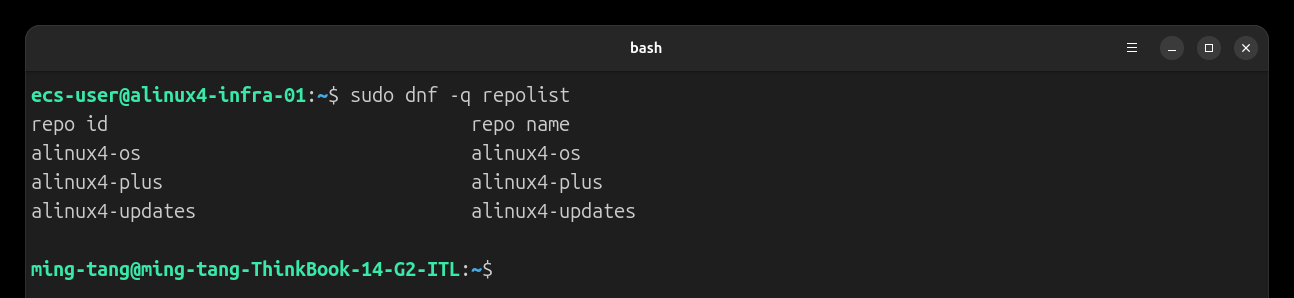 bash
ecs-user@alinux4-infra-01:~$ sudo dnf -q repolist
repo id                                 repo name
alinux4-os                              alinux4-os
alinux4-plus                            alinux4-plus
alinux4-updates                         alinux4-updates
ming-tang@ming-tang-ThinkBook-14-G2-ITL:~$